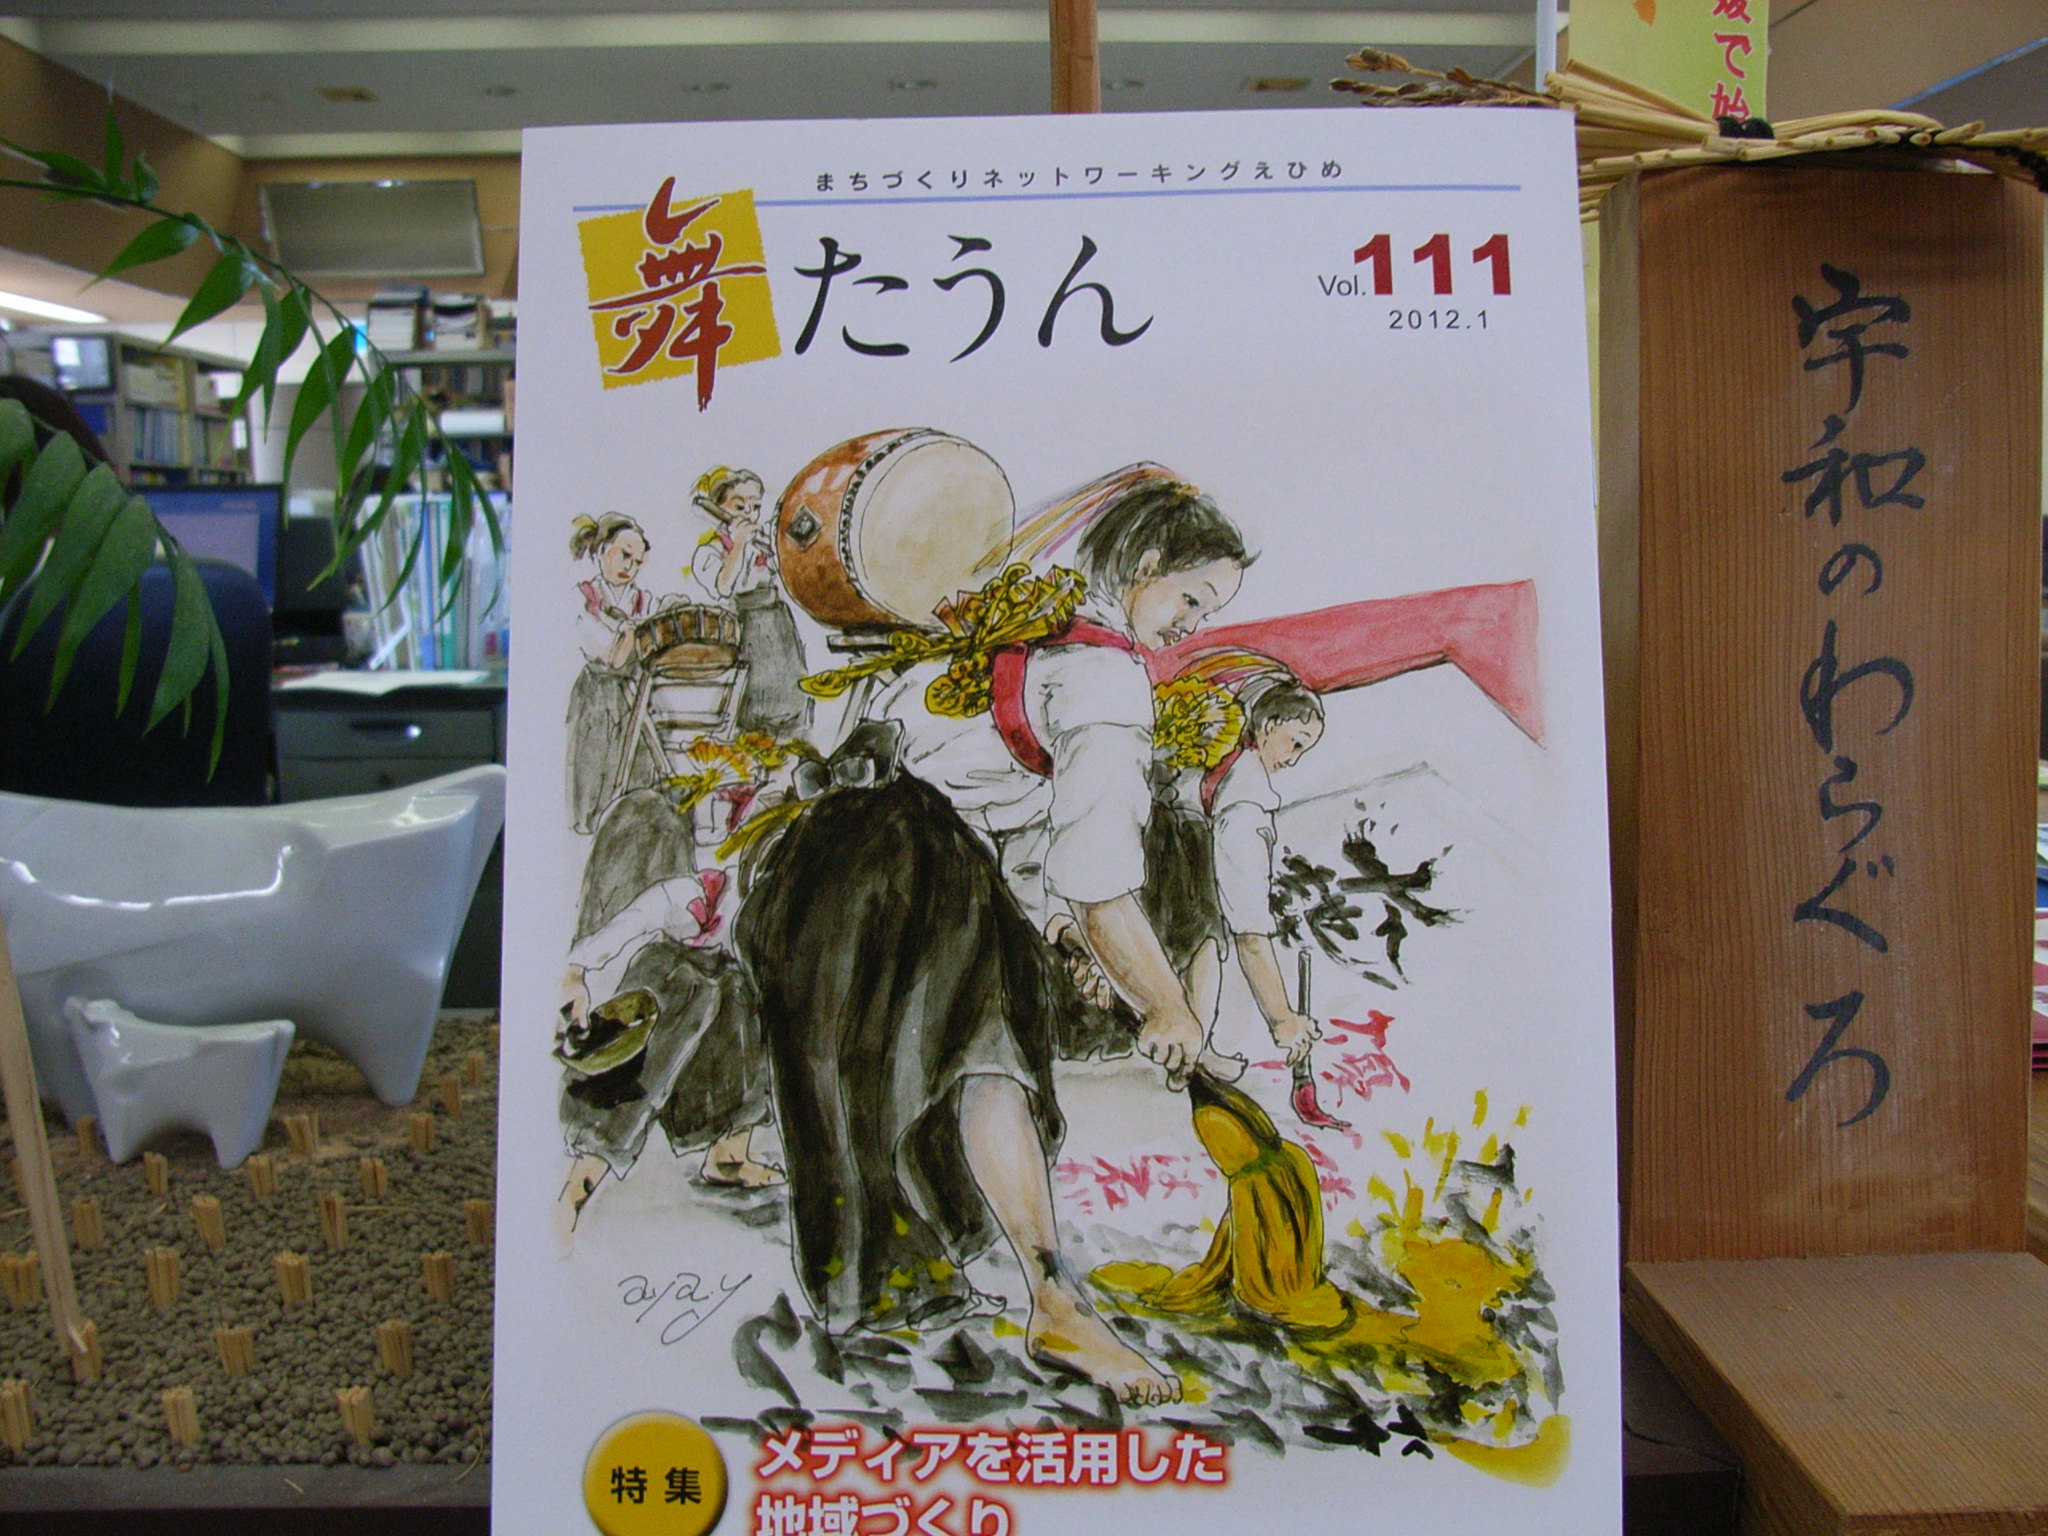 まちづくりネットワーキングえひめ
舞たうん
Vol.111
2012.1
ayay
特集
メディアを活用した
地域づくり
宇和のわらぐろ
で始